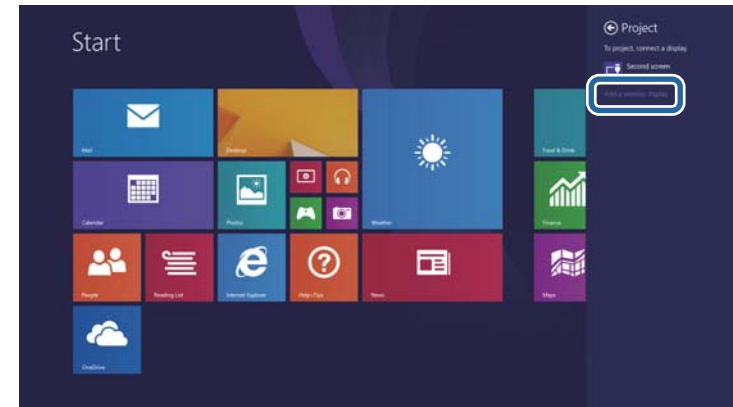 Start
Project
To project, connect a display
Second screen
Add a wireless display
Mail
Desktop
Food & Drink
Calendar
Photos
Weather
Finance
People
Reading List
Internet Explorer
Help+Tips
News
Maps
OneDrive